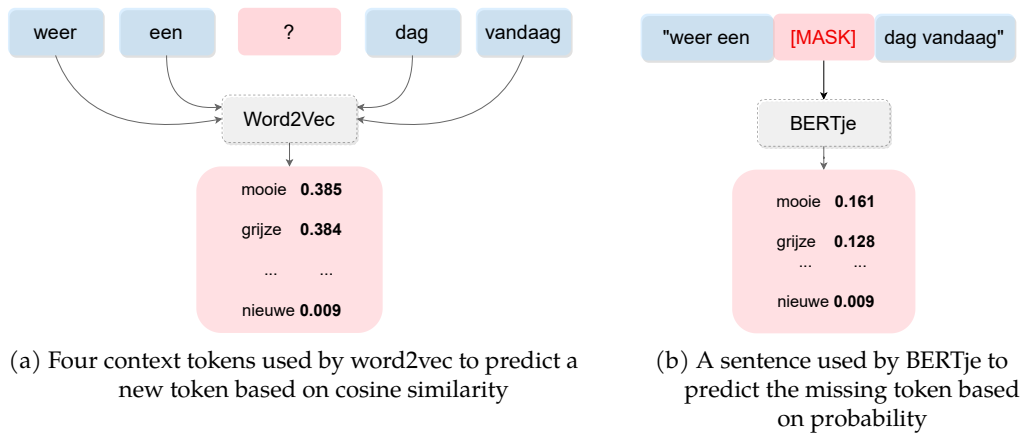 weer een ? dag vandaag
Word2Vec
mooie 0.385
grijze 0.384
... ...
nieuwe 0.009
(a) Four context tokens used by word2vec to predict a
new token based on cosine similarity
"weer een [MASK] dag vandaag"
BERTje
mooie 0.161
grijze 0.128
... ...
nieuwe 0.009
(b) A sentence used by BERTje to
predict the missing token based
on probability